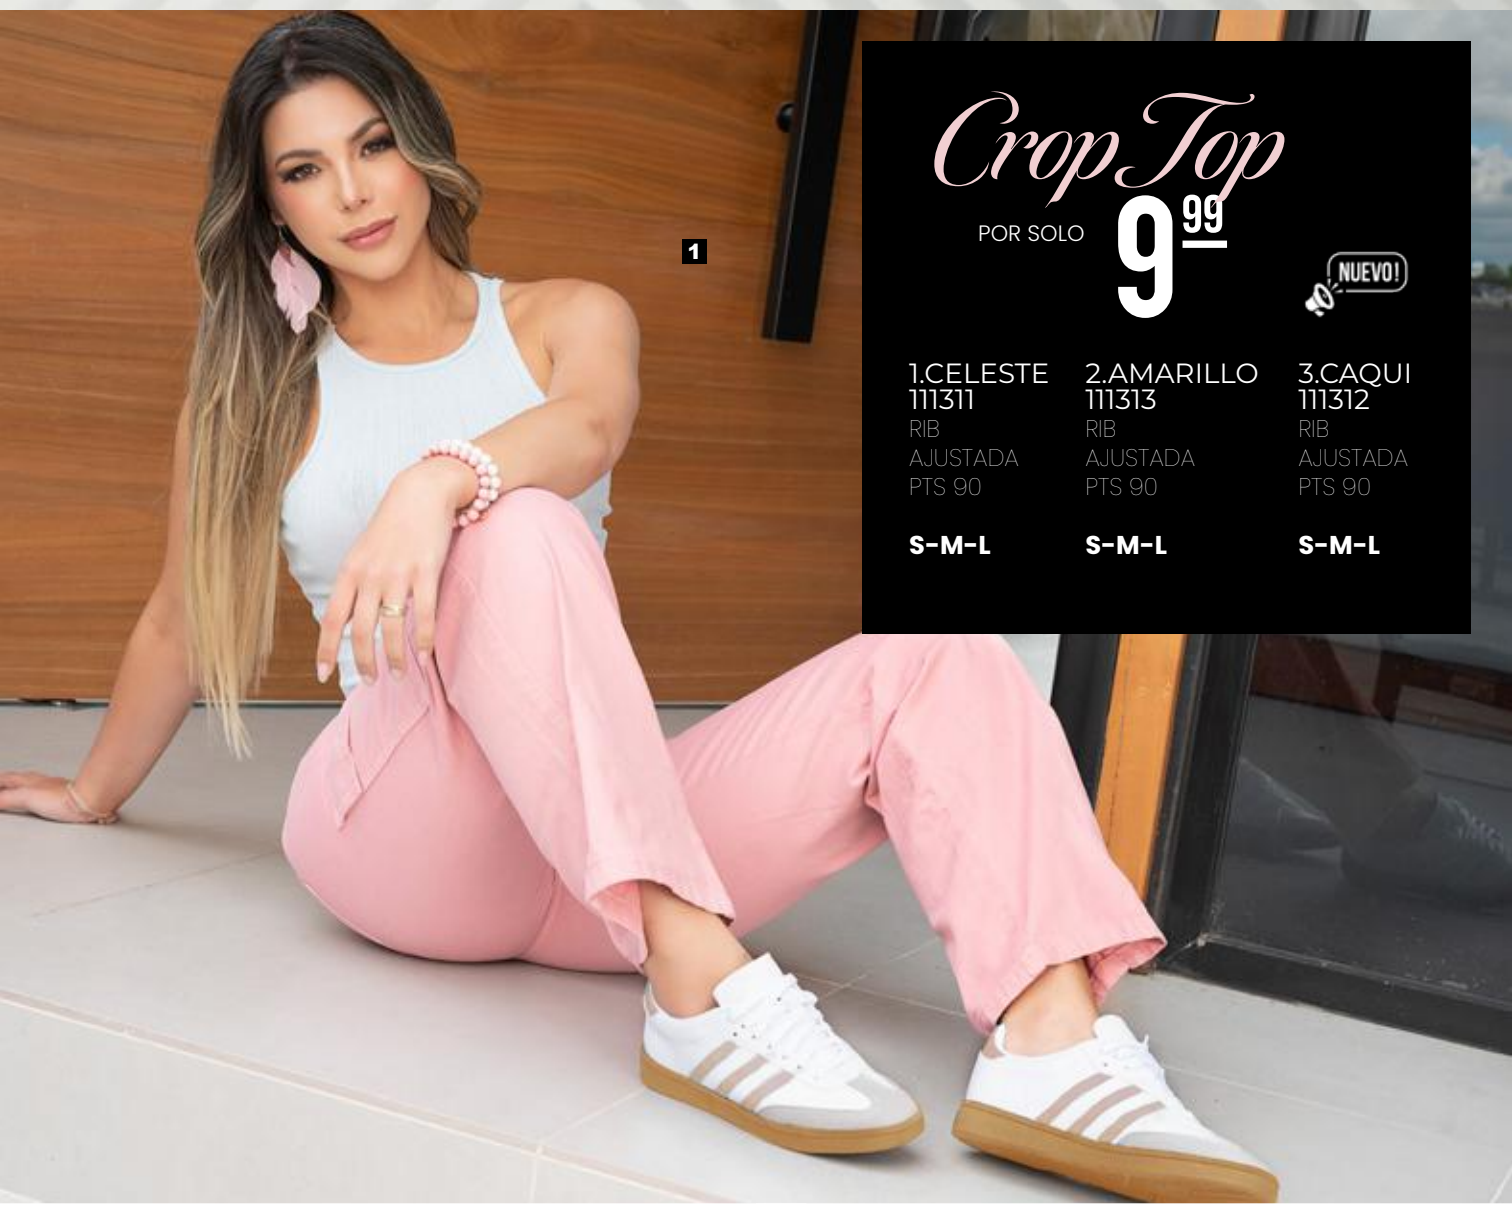 1
Crop Top
POR SOLO 9.99
NUEVO!
1.CELESTE
111311
RIB
AJUSTADA
PTS 90
S-M-L
2.AMARILLO
111313
RIB
AJUSTADA
PTS 90
S-M-L
3.CAQUI
111312
RIB
AJUSTADA
PTS 90
S-M-L